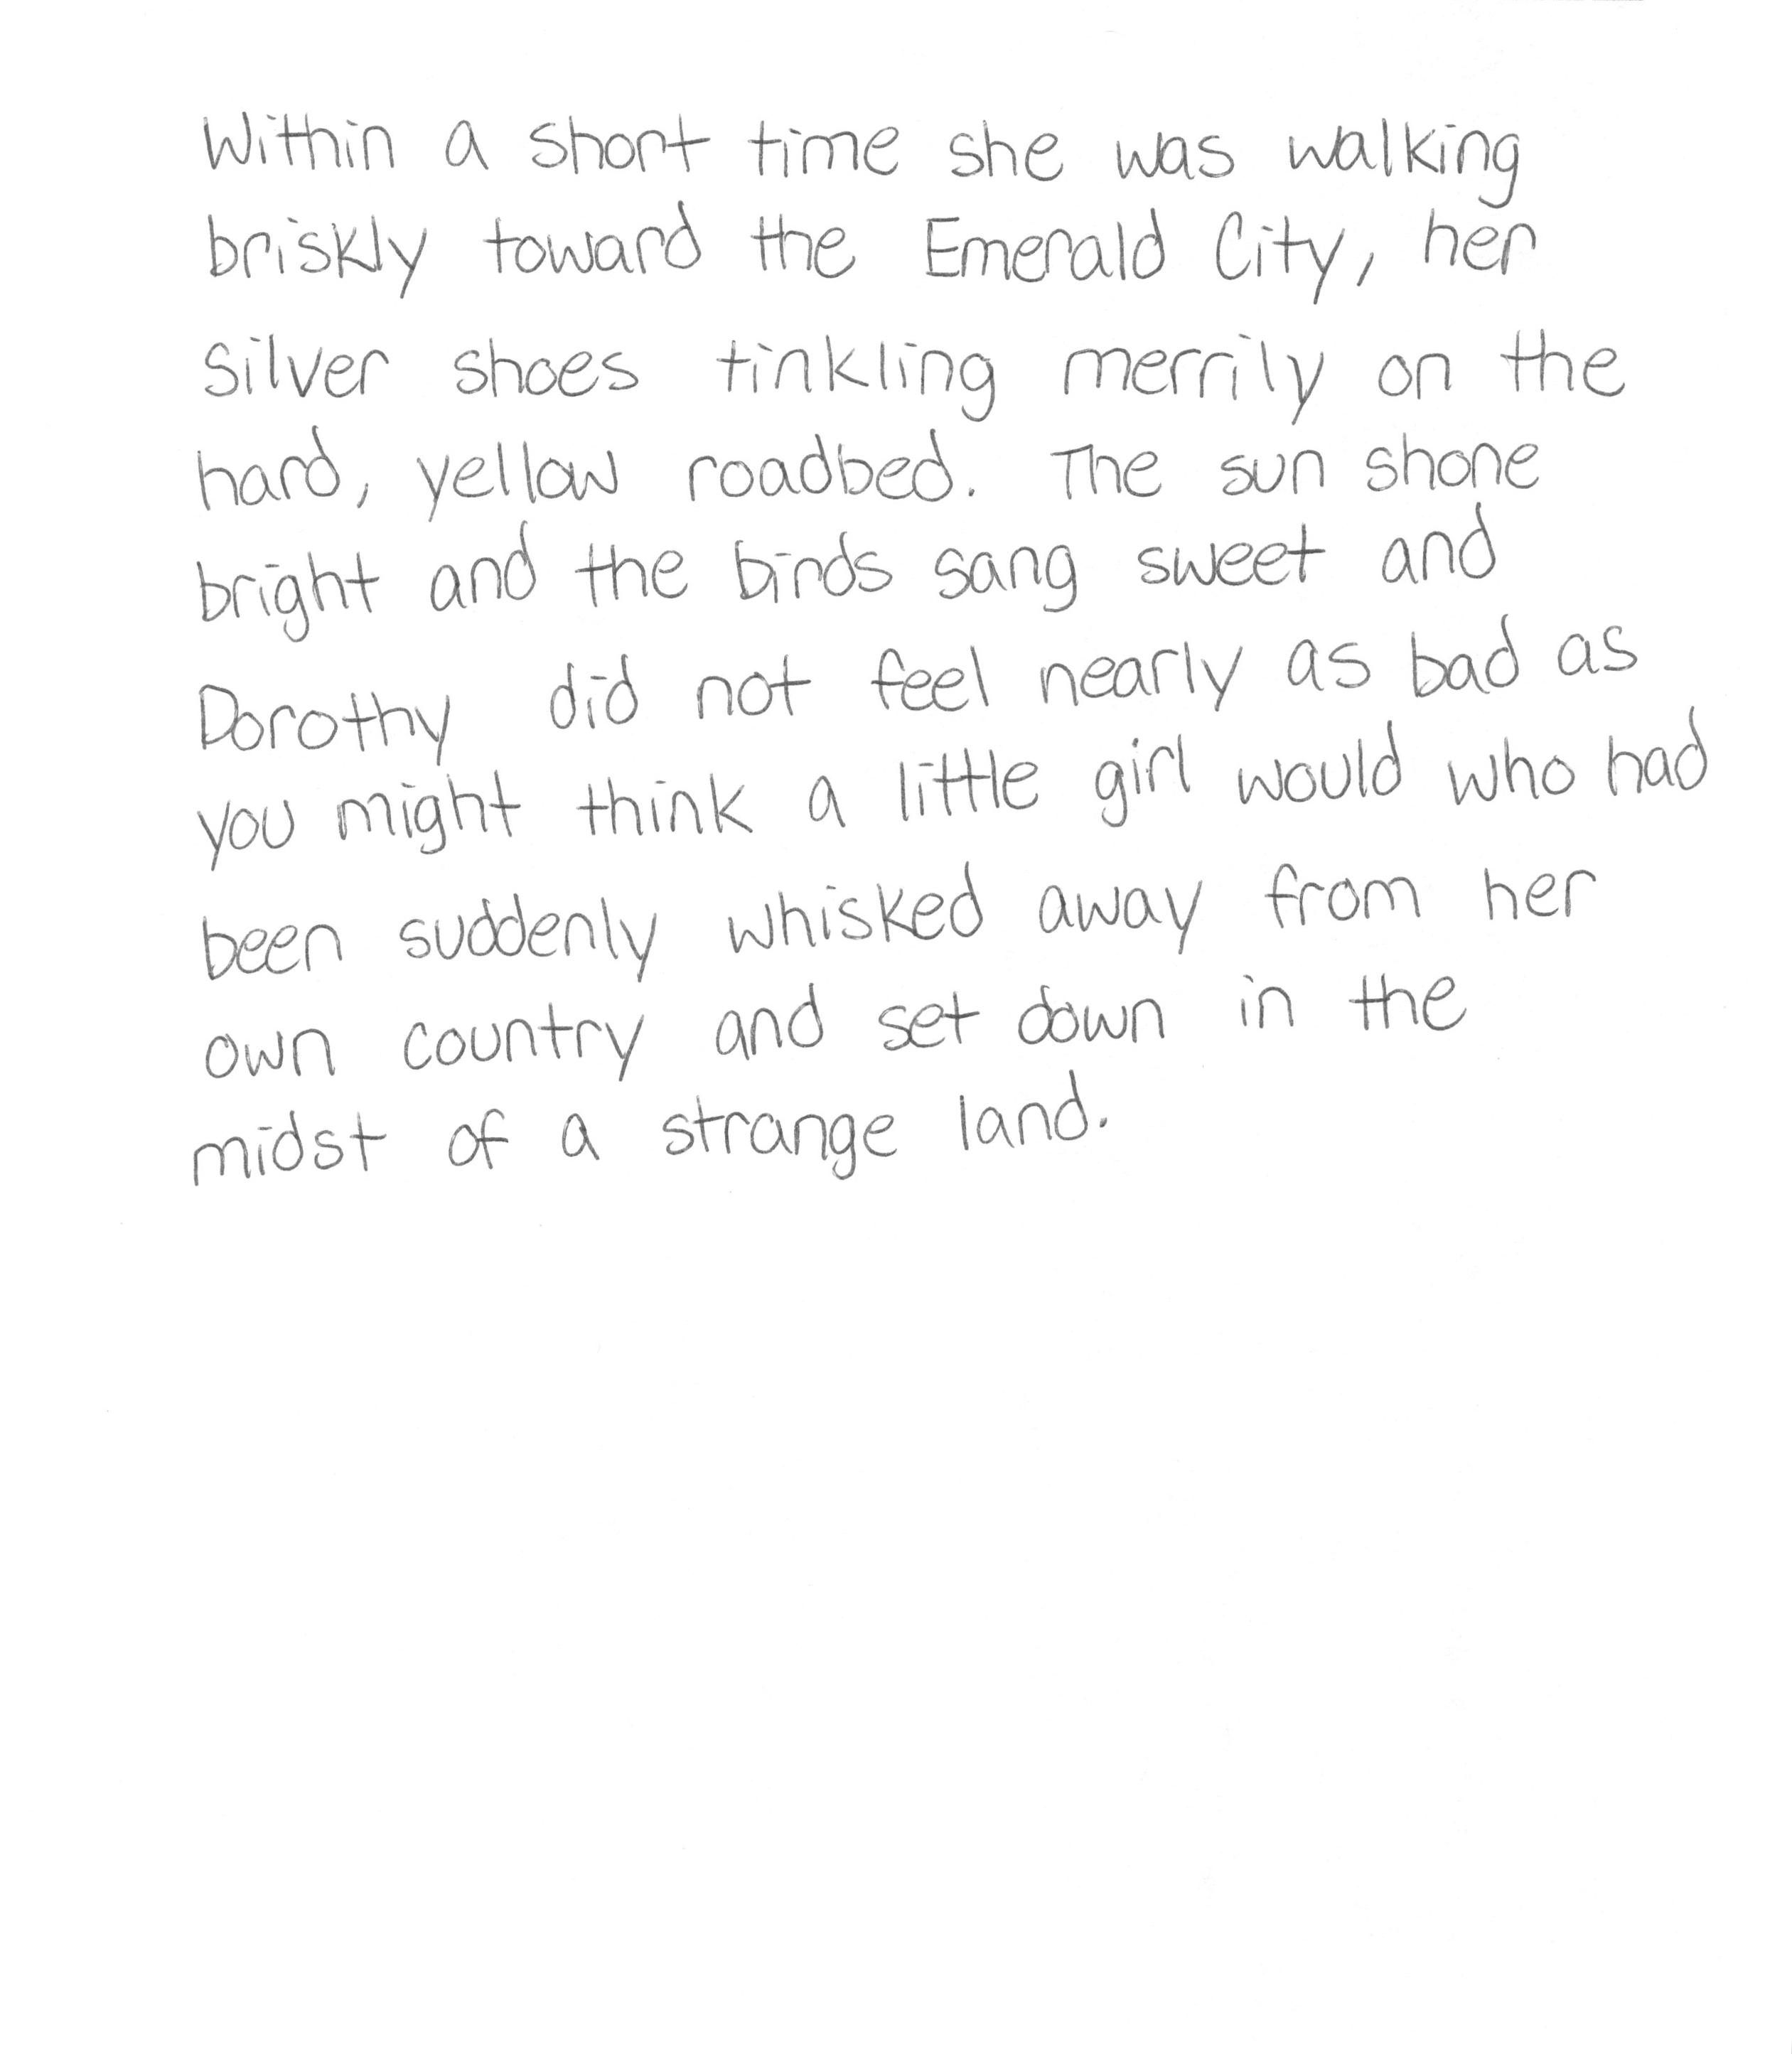 Within a short time she was walking
briskly toward the Emerald City, her
silver shoes tinkling merrily on the
hard, yellow roadbed. The sun shone
bright and the birds sang sweet and
Dorothy did not feel nearly as bad as
you might think a little girl would who had
been suddenly whisked away from her
own country and set down in the
midst of a strange land.